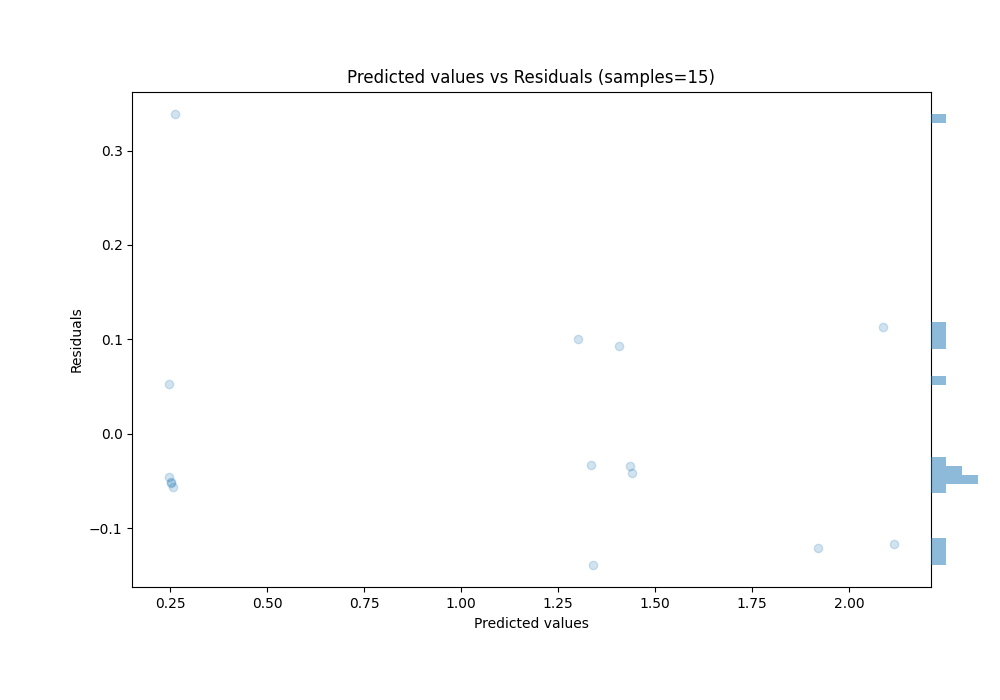 Predicted values vs Residuals (samples=15)
0.3
0.2
0.1
0.0
−0.1
Residuals
0.25 0.50 0.75 1.00 1.25 1.50 1.75 2.00
Predicted values